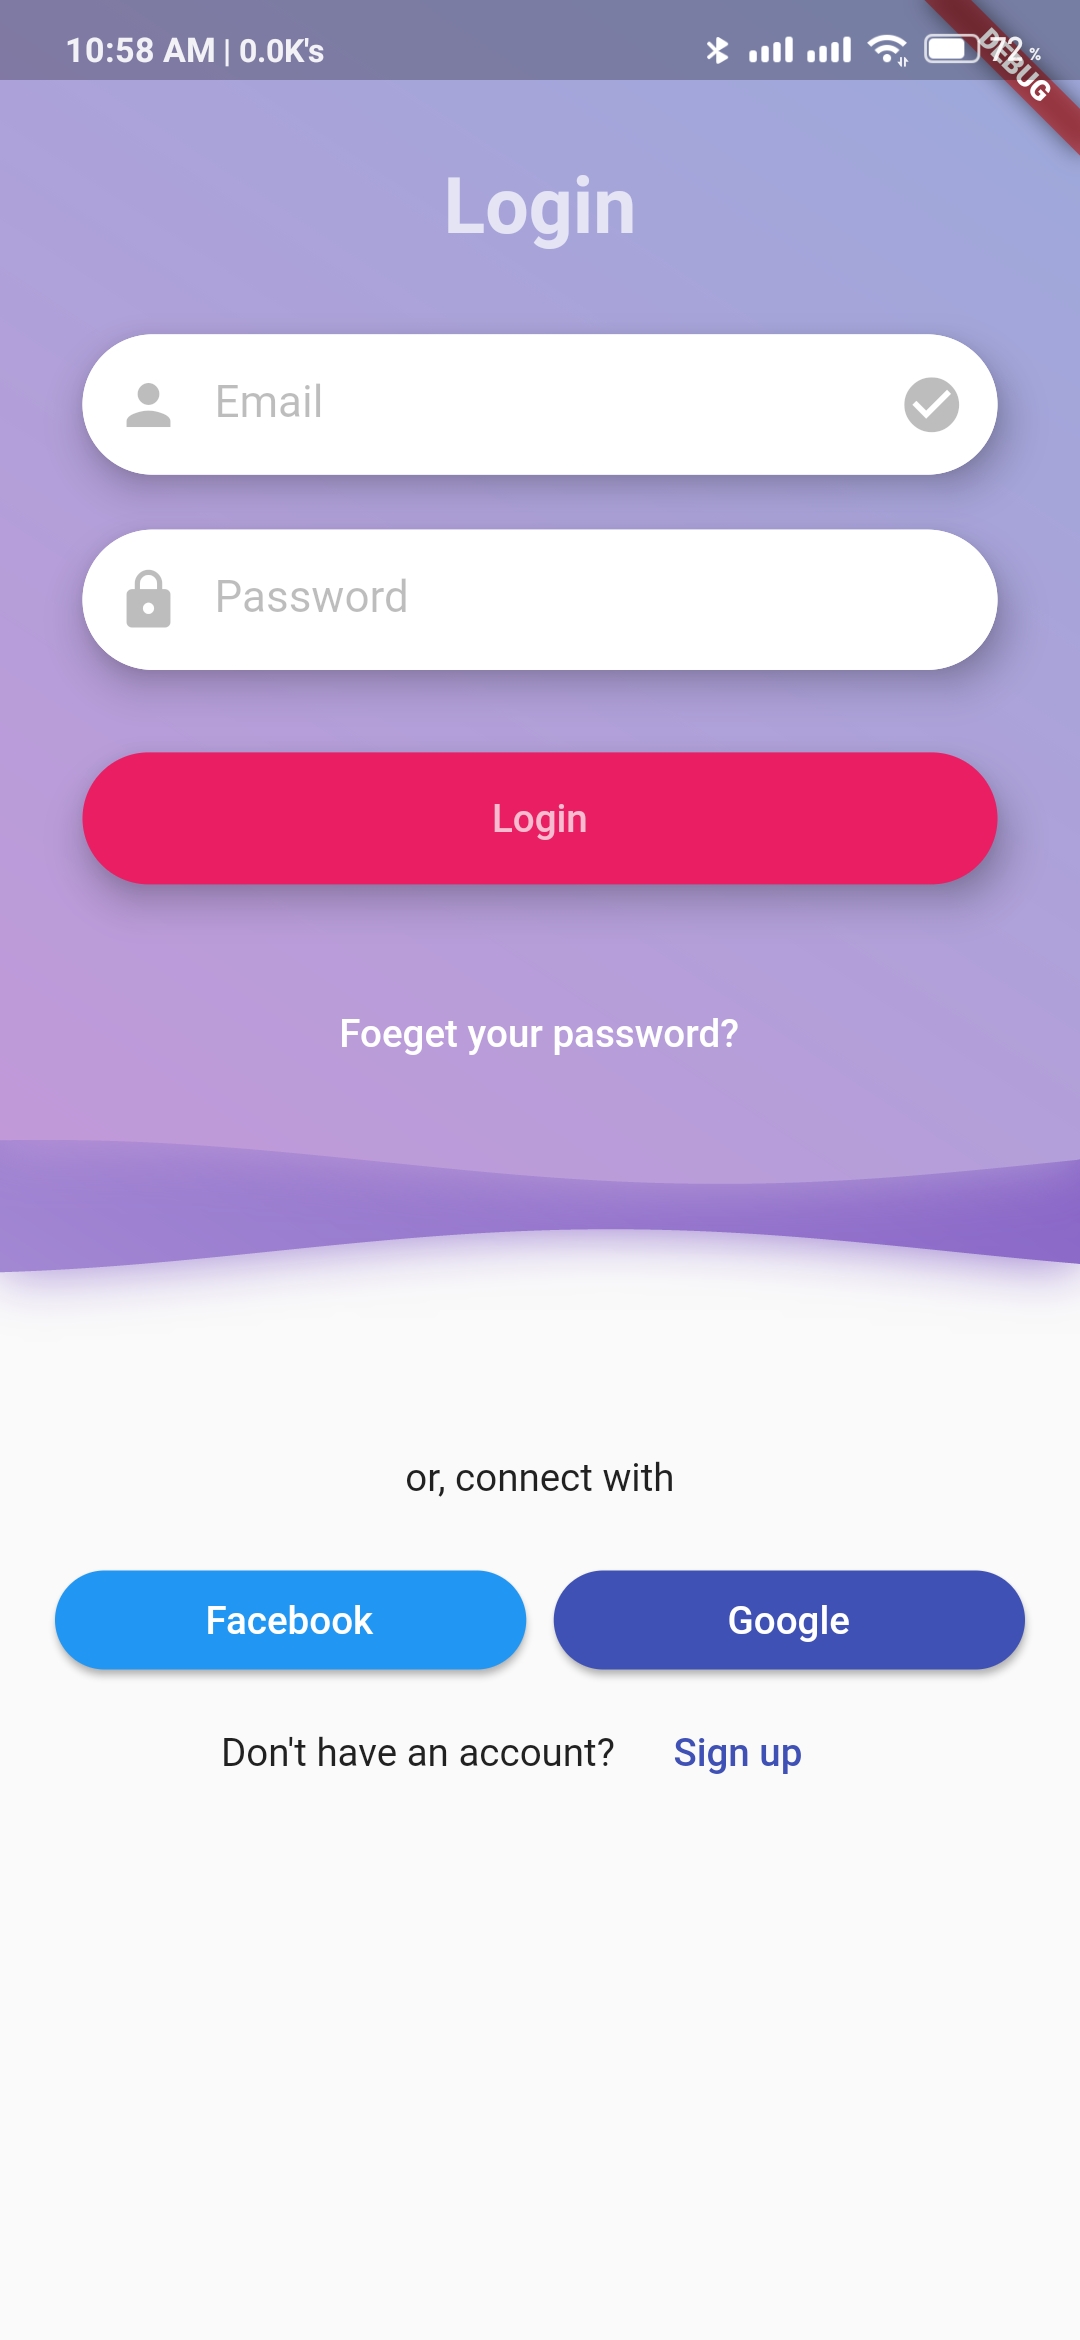 10:58 AM | 0.0K's
72 %
DEBUG
Login
Email
Password
Login
Foeget your password?
or, connect with
Facebook
Google
Don't have an account? Sign up